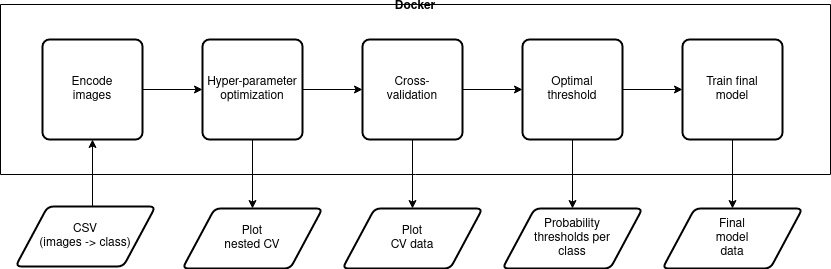 Docker
Encode
images
Hyper-parameter
optimization
Cross-
validation
Optimal
threshold
Train final
model
CSV
(images -> class)
Plot
nested CV
Plot
CV data
Probability
thresholds per
class
Final
model
data